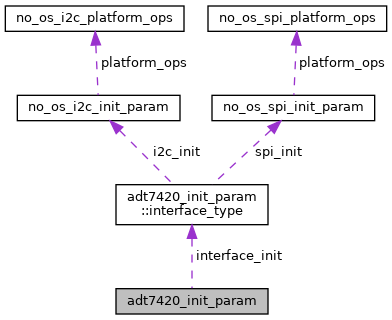 no_os_i2c_platform_ops
no_os_spi_platform_ops
platform_ops
platform_ops
no_os_i2c_init_param
no_os_spi_init_param
i2c_init
spi_init
adt7420_init_param
::interface_type
interface_init
adt7420_init_param